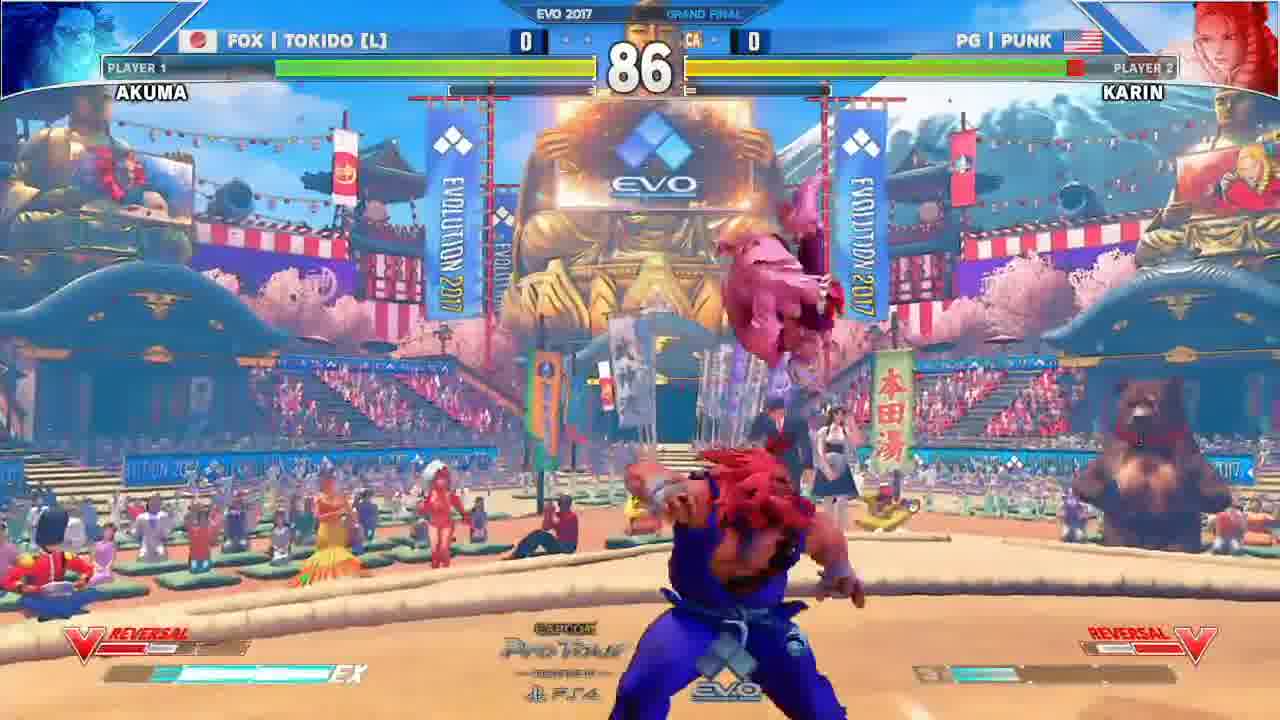 EVO 2017 GRAND FINAL
FOX | TOKIDO [L]
0
86
CA
0
PG | PUNK
PLAYER 1
PLAYER 2
AKUMA
KARIN
EVO
EVOLUTION 2017
EVOLUTION 2017
本田湯
REVERSAL
REVERSAL
EX
CAPCOM
PRO TOUR
PS4
EVO